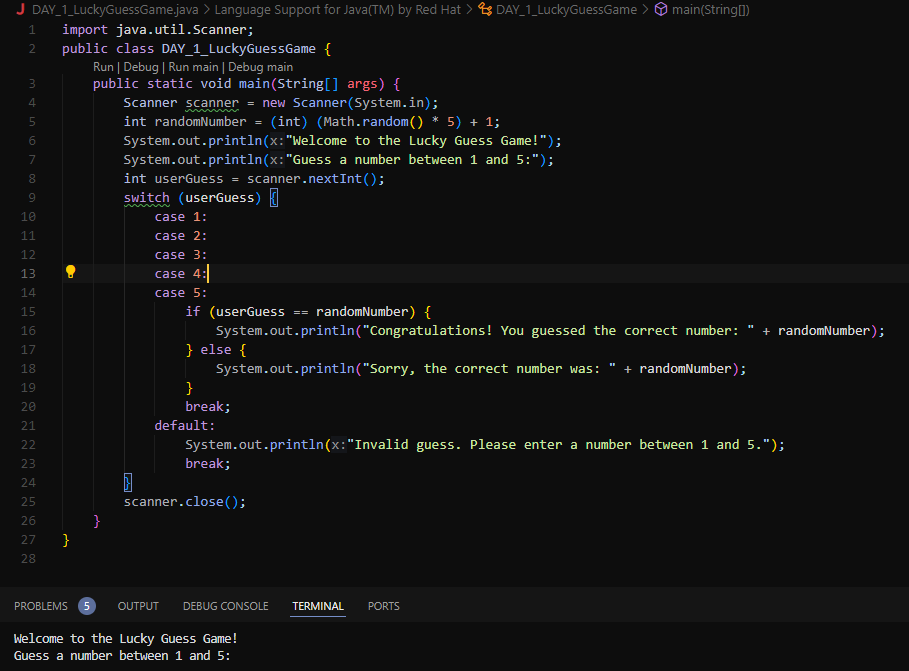 DAY_1_LuckyGuessGame.java > Language Support for Java(TM) by Red Hat > DAY_1_LuckyGuessGame > main(String[])
1 import java.util.Scanner;
2 public class DAY_1_LuckyGuessGame {
Run | Debug | Run main | Debug main
3 public static void main(String[] args) {
4 Scanner scanner = new Scanner(System.in);
5 int randomNumber = (int) (Math.random() * 5) + 1;
6 System.out.println(x:"Welcome to the Lucky Guess Game!");
7 System.out.println(x:"Guess a number between 1 and 5:");
8 int userGuess = scanner.nextInt();
9 switch (userGuess) {
10 case 1:
11 case 2:
12 case 3:
13 case 4:
14 case 5:
15 if (userGuess == randomNumber) {
16 System.out.println("Congratulations! You guessed the correct number: " + randomNumber);
17 } else {
18 System.out.println("Sorry, the correct number was: " + randomNumber);
19 }
20 break;
21 default:
22 System.out.println(x:"Invalid guess. Please enter a number between 1 and 5.");
23 break;
24 }
25 scanner.close();
26 }
27 }
28
PROBLEMS 5 OUTPUT DEBUG CONSOLE TERMINAL PORTS
Welcome to the Lucky Guess Game!
Guess a number between 1 and 5: